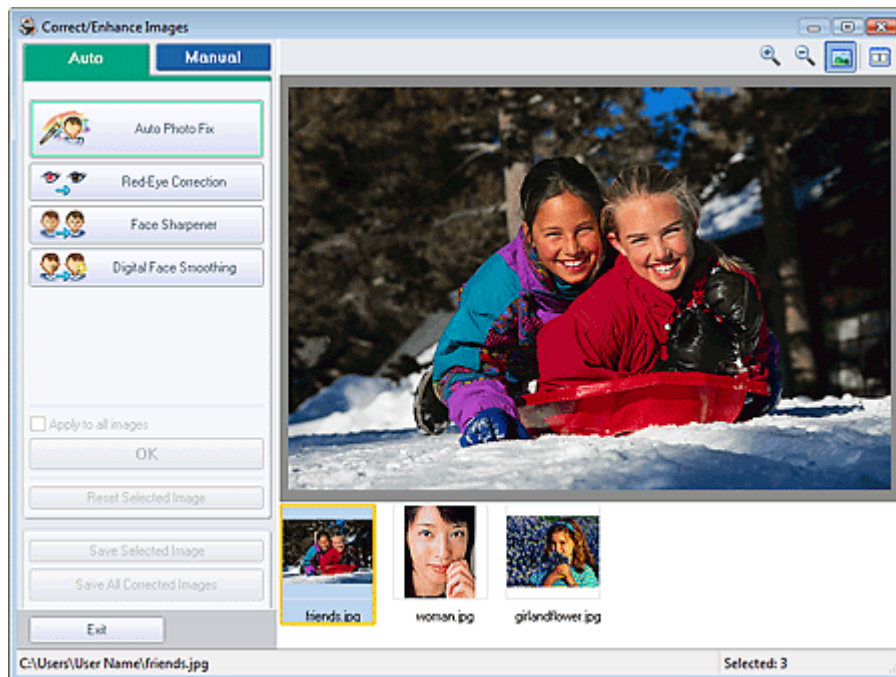 Correct/Enhance Images
Auto
Manual
Auto Photo Fix
Red-Eye Correction
Face Sharpener
Digital Face Smoothing
Apply to all images
OK
Reset Selected Image
Save Selected Image
Save All Corrected Images
Exit
friends.jpg
woman.jpg
girlandflower.jpg
C:\Users\User Name\friends.jpg
Selected: 3